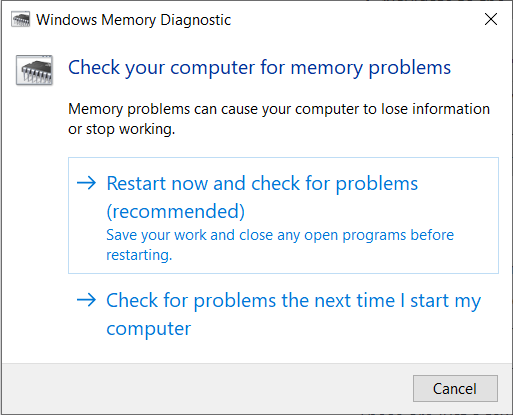 Windows Memory Diagnostic
Check your computer for memory problems
Memory problems can cause your computer to lose information
or stop working.
Restart now and check for problems
(recommended)
Save your work and close any open programs before
restarting.
Check for problems the next time I start my
computer
Cancel